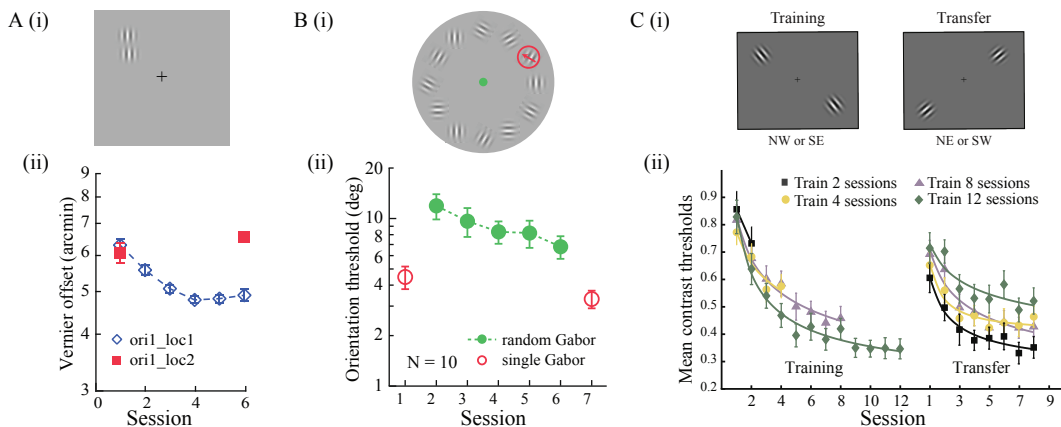 A (i)
B (i)
C (i)
Training
Transfer
NW or SE
NE or SW
(ii)
Vernier offset (arcmin)
9
8
7
6
5
4
3
0
2
4
6
Session
ori1_loc1
ori1_loc2
(ii)
Orientation threshold (deg)
20
10
8
6
4
2
1
1
2
3
4
5
6
7
Session
random Gabor
single Gabor
N = 10
(ii)
Mean contrast thresholds
0.9
0.8
0.7
0.6
0.5
0.4
0.3
0.2
Train 2 sessions
Train 4 sessions
Train 8 sessions
Train 12 sessions
Training
Transfer
2
4
6
8
10
12
1
3
5
7
9
Session